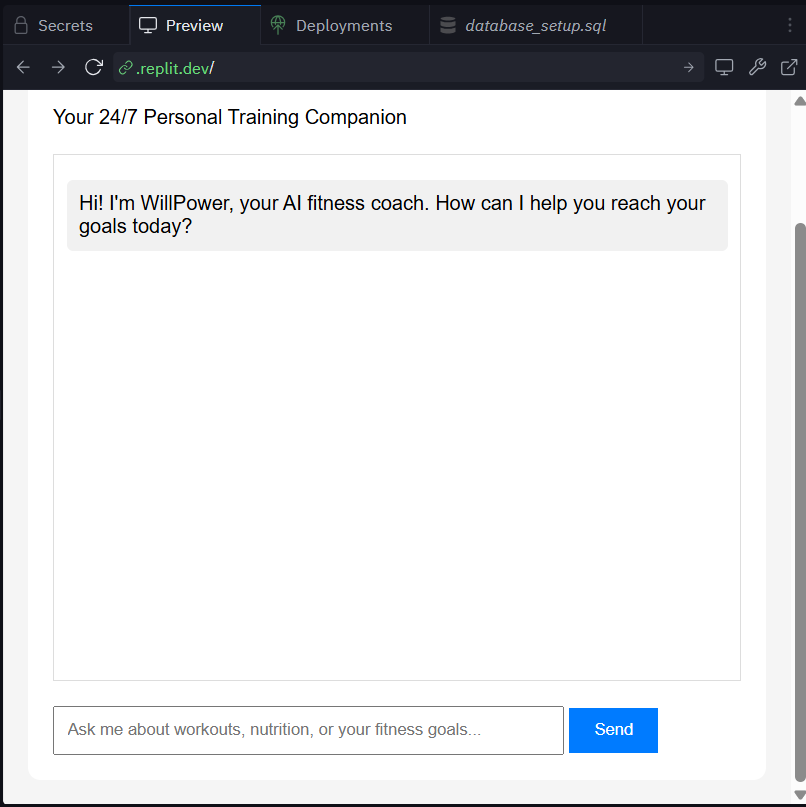 Secrets
Preview
Deployments
database_setup.sql
.replit.dev/
Your 24/7 Personal Training Companion
Hi! I'm WillPower, your AI fitness coach. How can I help you reach your
goals today?
Ask me about workouts, nutrition, or your fitness goals...
Send